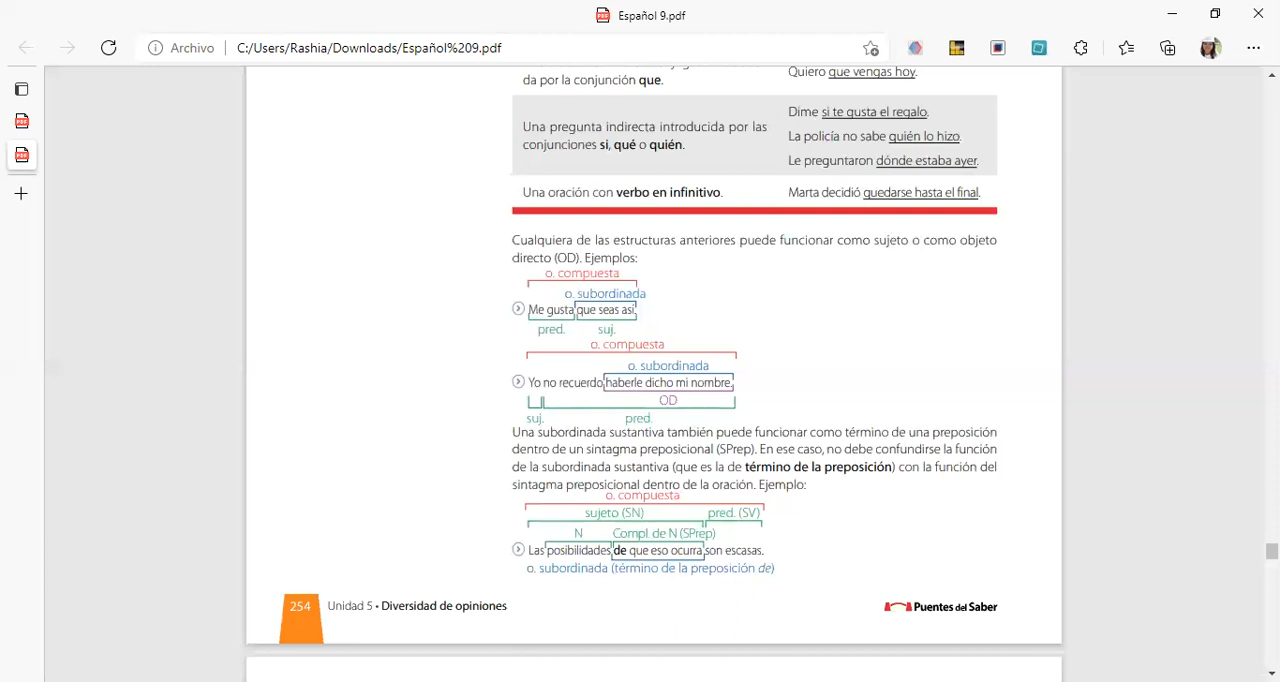 Español 9.pdf
Archivo | C:/Users/Rashia/Downloads/Español%209.pdf
Quiero que vengas hoy.
da por la conjunción que.
Dime si te gusta el regalo.
Una pregunta indirecta introducida por las
conjunciones si, qué o quién.
La policía no sabe quién lo hizo.
Le preguntaron dónde estaba ayer.
Una oración con verbo en infinitivo.
Marta decidió quedarse hasta el final.
Cualquiera de las estructuras anteriores puede funcionar como sujeto o como objeto
directo (OD). Ejemplos:
o. compuesta
o. subordinada
Me gusta que seas así.
pred. suj.
o. compuesta
o. subordinada
Yo no recuerdo haberle dicho mi nombre.
OD
suj. pred.
Una subordinada sustantiva también puede funcionar como término de una preposición
dentro de un sintagma preposicional (SPrep). En ese caso, no debe confundirse la función
de la subordinada sustantiva (que es la de término de la preposición) con la función del
sintagma preposicional dentro de la oración. Ejemplo:
o. compuesta
sujeto (SN) pred. (SV)
N Compl. de N (SPrep)
Las posibilidades de que eso ocurra son escasas.
o. subordinada (término de la preposición de)
254 Unidad 5 • Diversidad de opiniones
Puentes del Saber